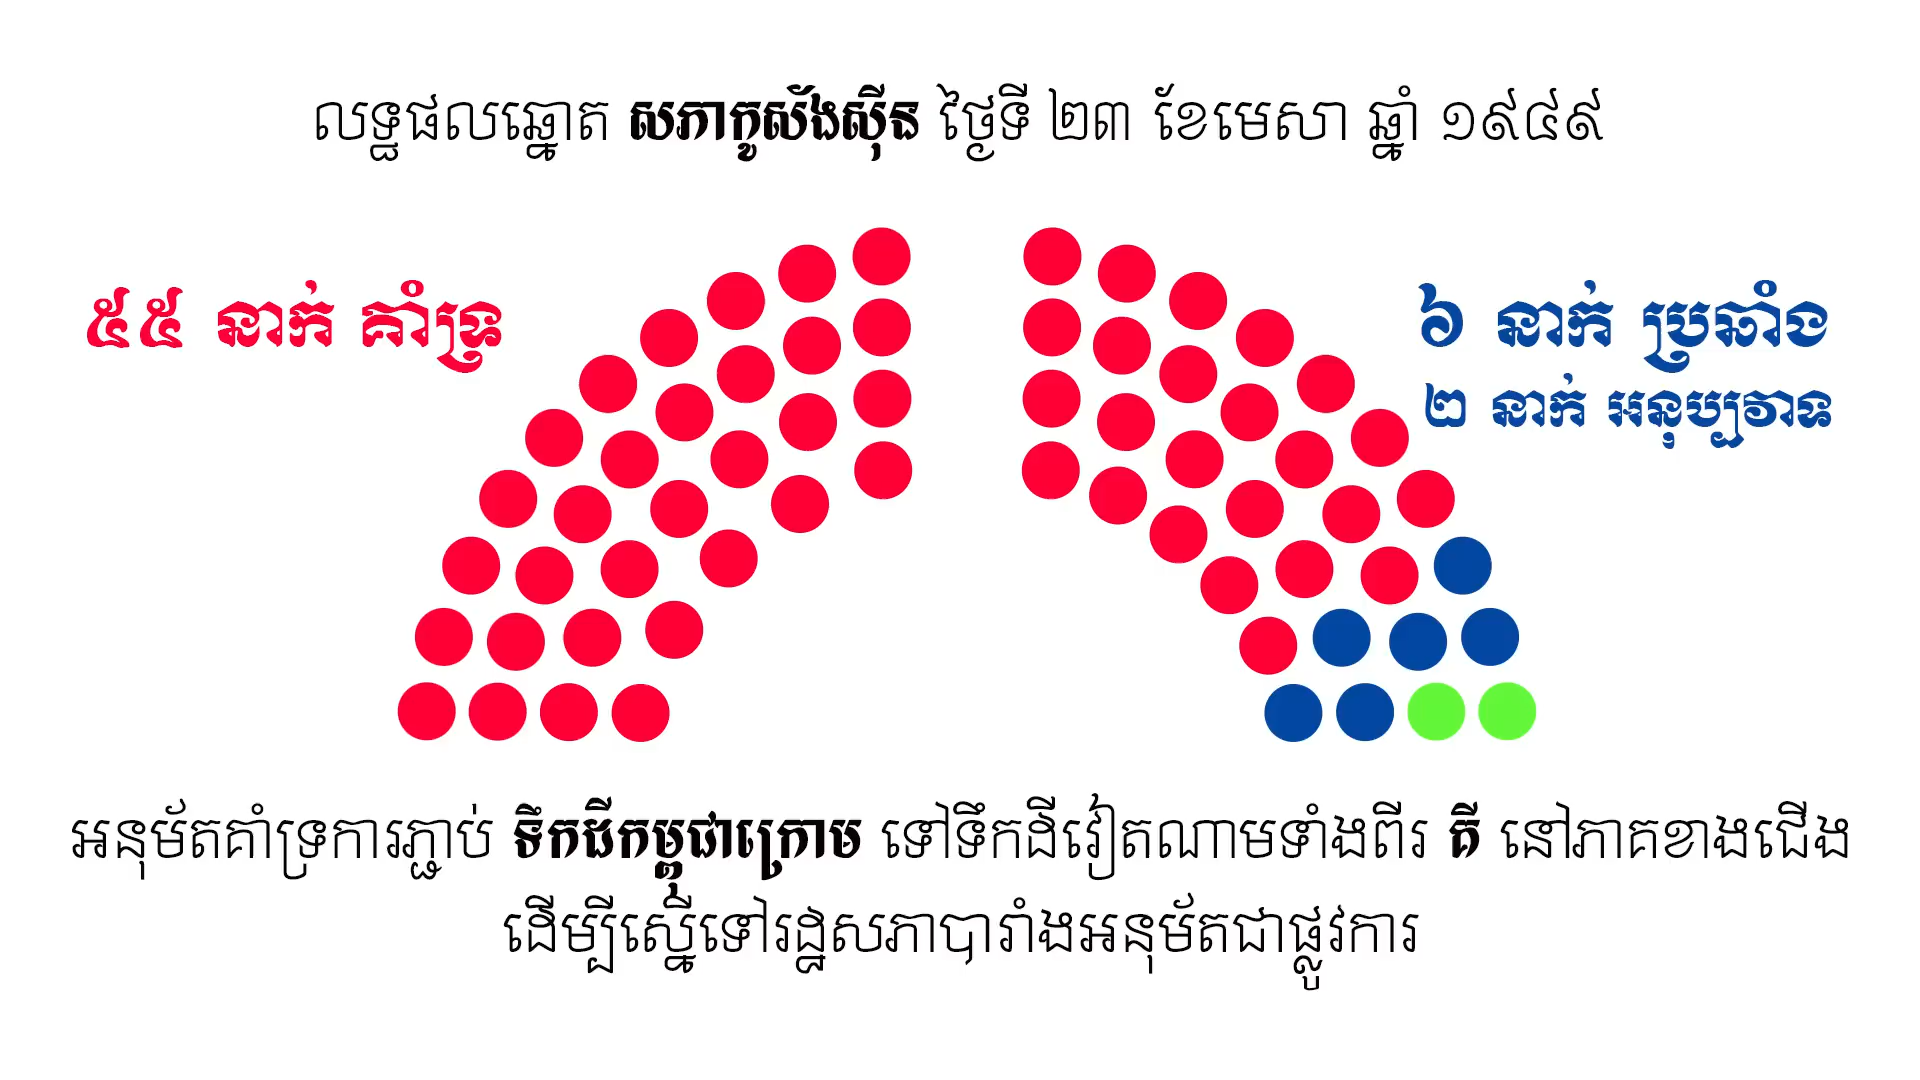 លទ្ធផលឆ្នោត សភាកូស័ងស៊ីន ថ្ងៃទី ២៣ ខែមេសា ឆ្នាំ ១៩៤៩
៥៥ នាក់ គាំទ្រ
៦ នាក់ ប្រឆាំង
២ នាក់ អនុប្បវាទ
អនុម័តគាំទ្រការភ្ជាប់ ទឹកដីកម្ពុជាក្រោម ទៅទឹកដីវៀតណាមទាំងពីរ គី នៅភាគខាងជើង
ដើម្បីស្នើទៅរដ្ឋសភាបារាំងអនុម័តជាផ្លូវការ